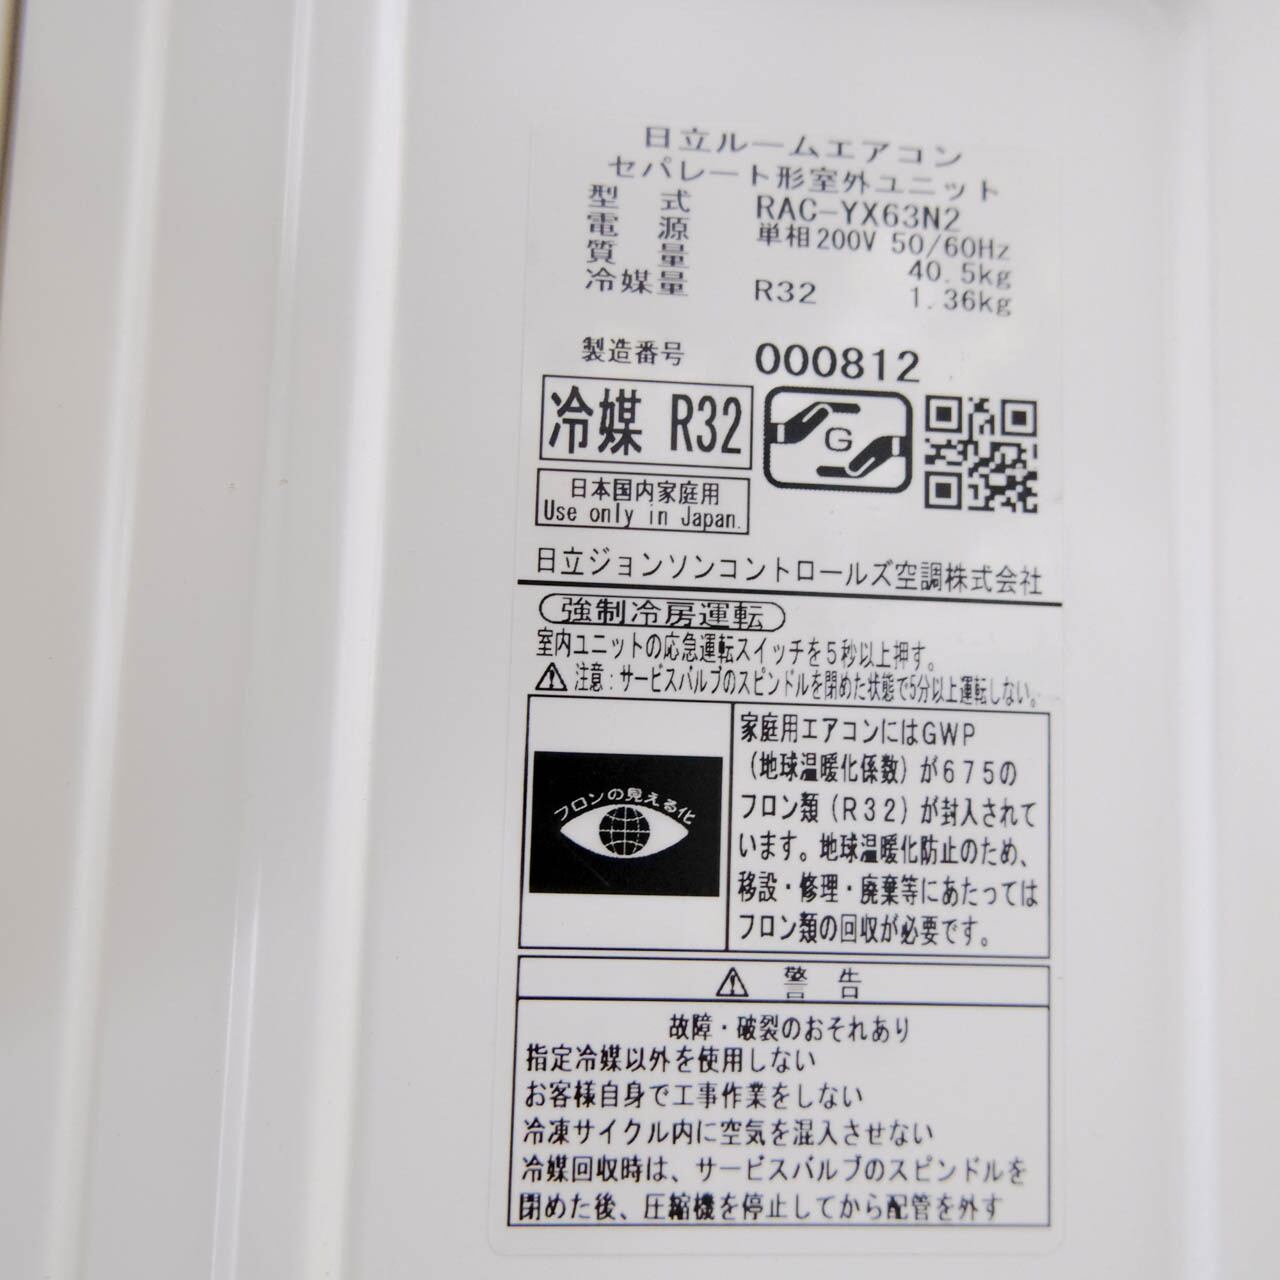 日立ルームエアコン
セパレート形室外ユニット
型 式 RAC-YX63N2
電 源 単相200V 50/60Hz
質 量 40.5kg
冷媒量 R32 1.36kg
製造番号 000812
冷媒 R32
G
日本国内家庭用
Use only in Japan.
日立ジョンソンコントロールズ空調株式会社
強制冷房運転
室内ユニットの応急運転スイッチを5秒以上押す。
注意:サービスバルブのスピンドルを閉めた状態で5分以上運転しない。
フロンの見える化
家庭用エアコンにはGWP
(地球温暖化係数)が675の
フロン類(R32)が封入されて
います。地球温暖化防止のため、
移設・修理・廃棄等にあたっては
フロン類の回収が必要です。
警 告
故障・破裂のおそれあり
指定冷媒以外を使用しない
お客様自身で工事作業をしない
冷凍サイクル内に空気を混入させない
冷媒回収時は、サービスバルブのスピンドルを
閉めた後、圧縮機を停止してから配管を外す